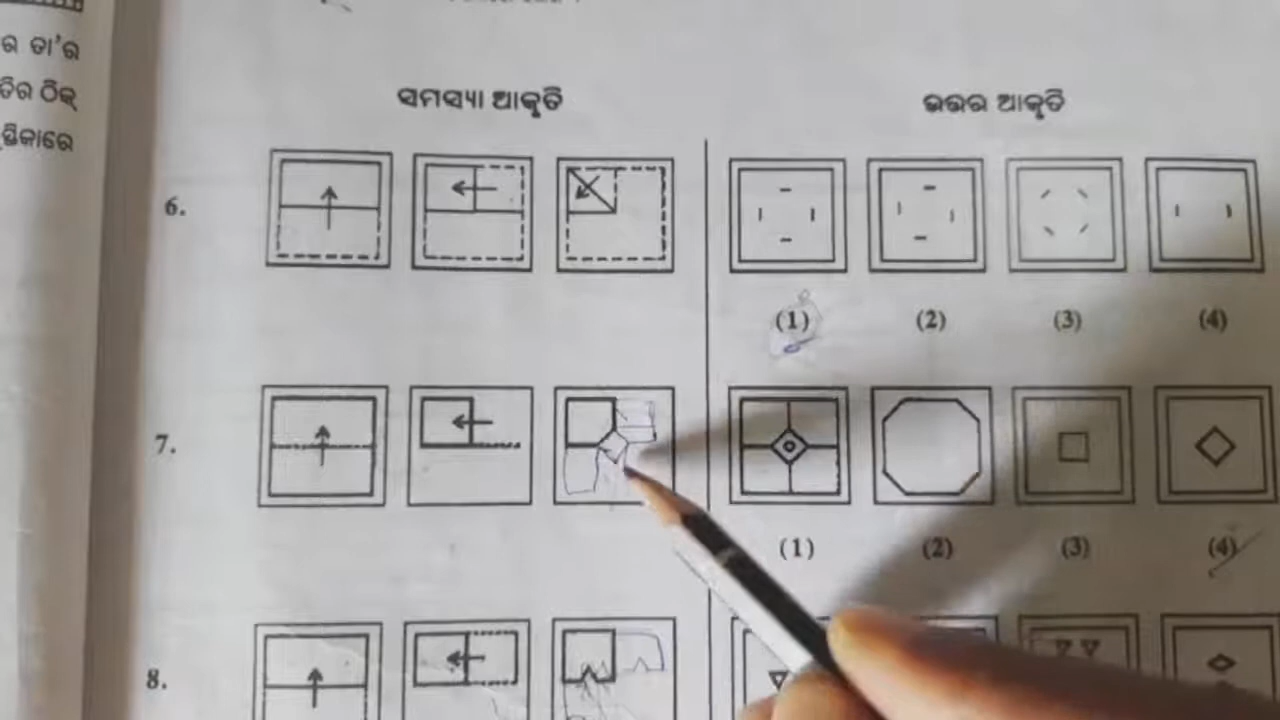 ର ତା'ର
ତିର ଠିକ୍
ସମସ୍ୟା ଆକୃତି
ଉତ୍ତର ଆକୃତି
6.
(1) (2) (3) (4)
7.
(1) (2) (3) (4)
8.